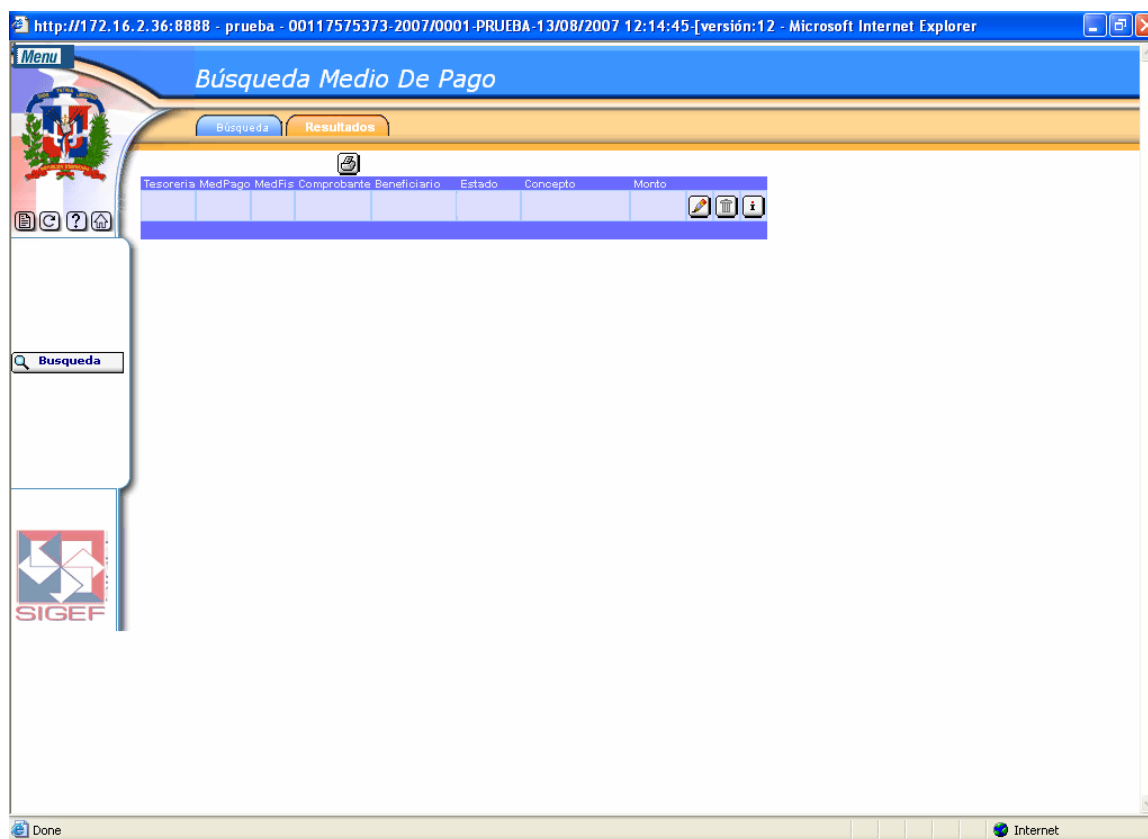 http://172.16.2.36:8888 - prueba - 00117575373-2007/0001-PRUEBA-13/08/2007 12:14:45-[versión:12 - Microsoft Internet Explorer
Menu
Búsqueda Medio De Pago
Búsqueda Resultados
Tesoreria MedPago MedFis Comprobante Beneficiario Estado Concepto Monto
Busqueda
SIGEF
Done Internet